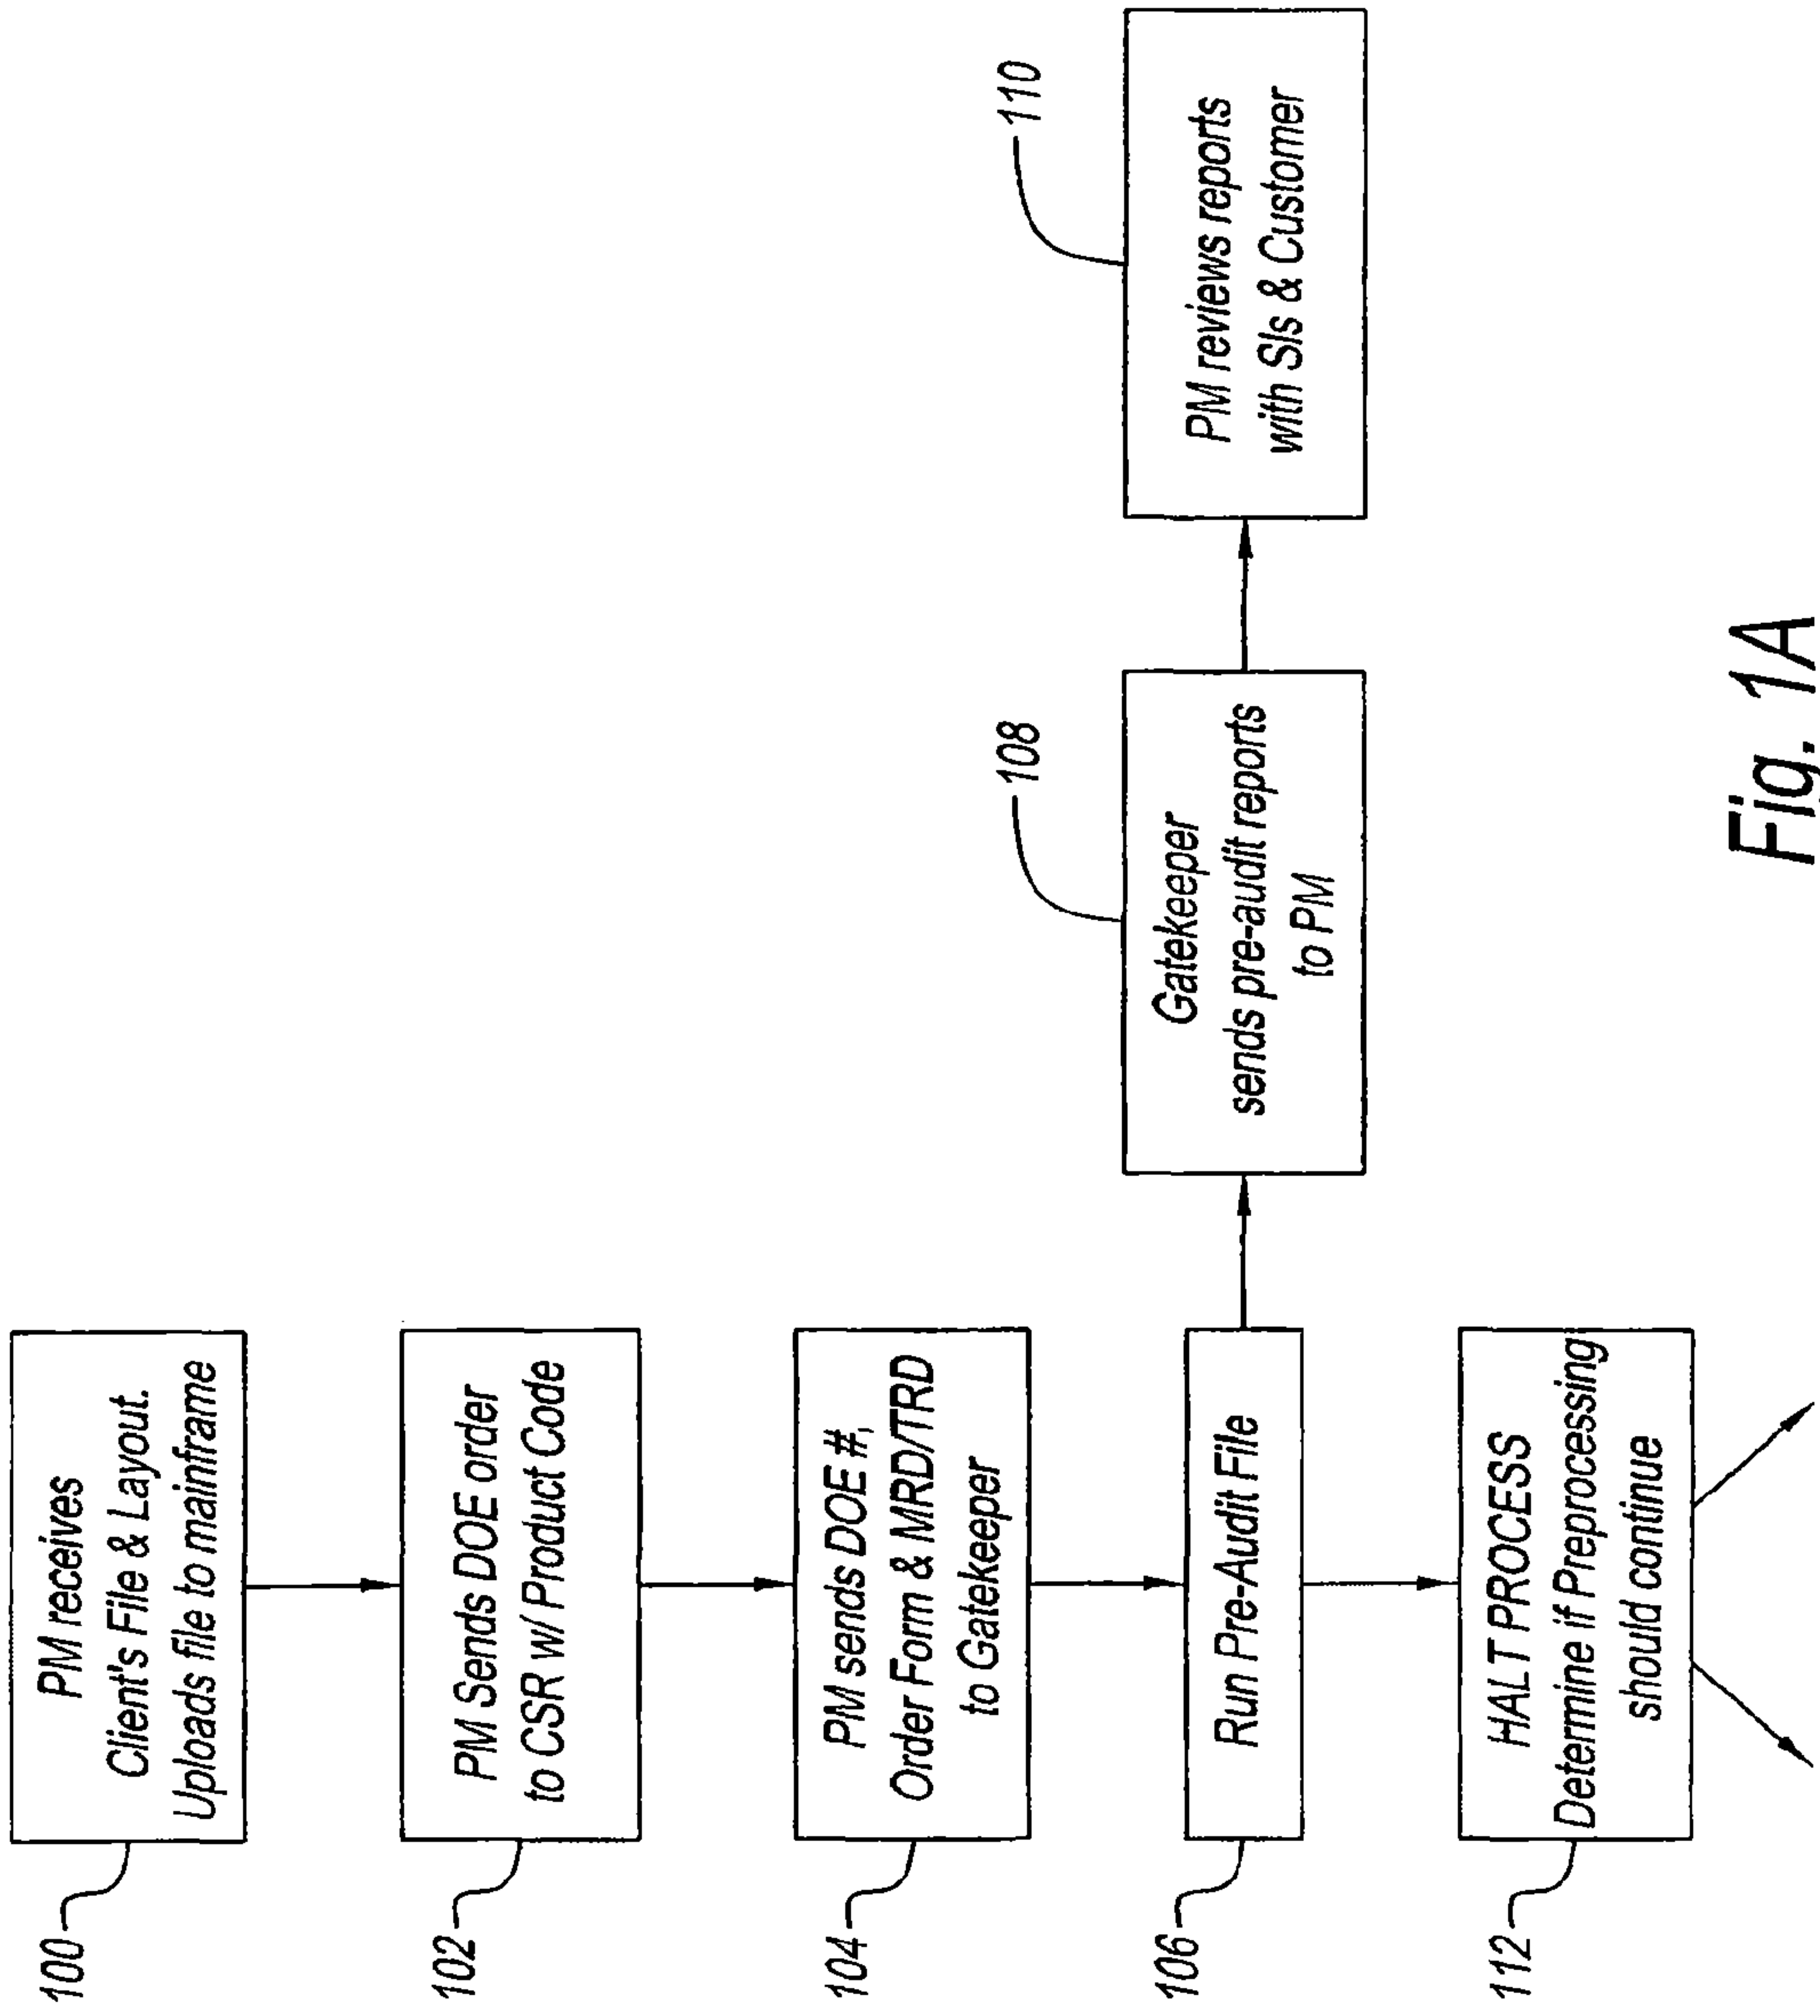 100
PM receives
Client's File & Layout.
Uploads file to mainframe
102
PM Sends DOE order
to CSR w/ Product Code
104
PM sends DOE #,
Order Form & MRD/TRD
to Gatekeeper
106
Run Pre-Audit File
108
Gatekeeper
sends pre-audit reports
to PM
110
PM reviews reports
with SIs & Customer
112
HALT PROCESS
Determine if Preprocessing
should continue
Fig. 1A